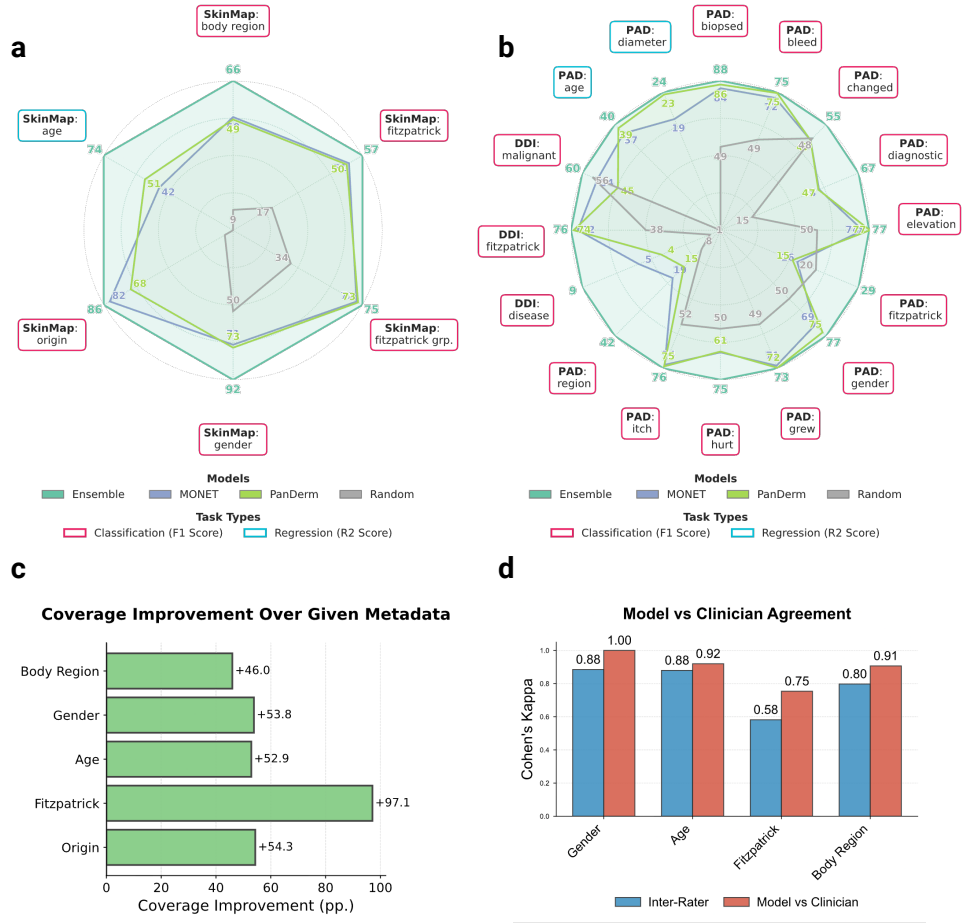 a
SkinMap:
body region
66
SkinMap:
age
SkinMap:
fitzpatrick
74
57
49
50
51
42
17
9
34
68
82
50
73
73
86
75
SkinMap:
origin
SkinMap:
fitzpatrick grp.
92
SkinMap:
gender
Models
Ensemble
MONET
PanDerm
Random
Task Types
Classification (F1 Score)
Regression (R2 Score)
b
PAD:
biopsed
PAD:
diameter
PAD:
bleed
PAD:
age
PAD:
changed
88
24
75
86
84
23
75
72
40
55
19
39
37
DDI:
malignant
PAD:
diagnostic
49
49
48
60
67
56
45
47
15
DDI:
fitzpatrick
PAD:
elevation
76
38
1
50
77
8
4
5
15
15
19
20
9
29
DDI:
disease
PAD:
fitzpatrick
50
52
50
49
69
75
42
77
61
75
72
PAD:
region
PAD:
gender
76
75
73
PAD:
itch
PAD:
hurt
PAD:
grew
Models
Ensemble
MONET
PanDerm
Random
Task Types
Classification (F1 Score)
Regression (R2 Score)
c
Coverage Improvement Over Given Metadata
Body Region
+46.0
Gender
+53.8
Age
+52.9
Fitzpatrick
+97.1
Origin
+54.3
0
20
40
60
80
100
Coverage Improvement (pp.)
d
Model vs Clinician Agreement
Cohen's Kappa
1.0
0.8
0.6
0.4
0.2
0.0
0.88
1.00
0.88
0.92
0.58
0.75
0.80
0.91
Gender
Age
Fitzpatrick
Body Region
Inter-Rater
Model vs Clinician